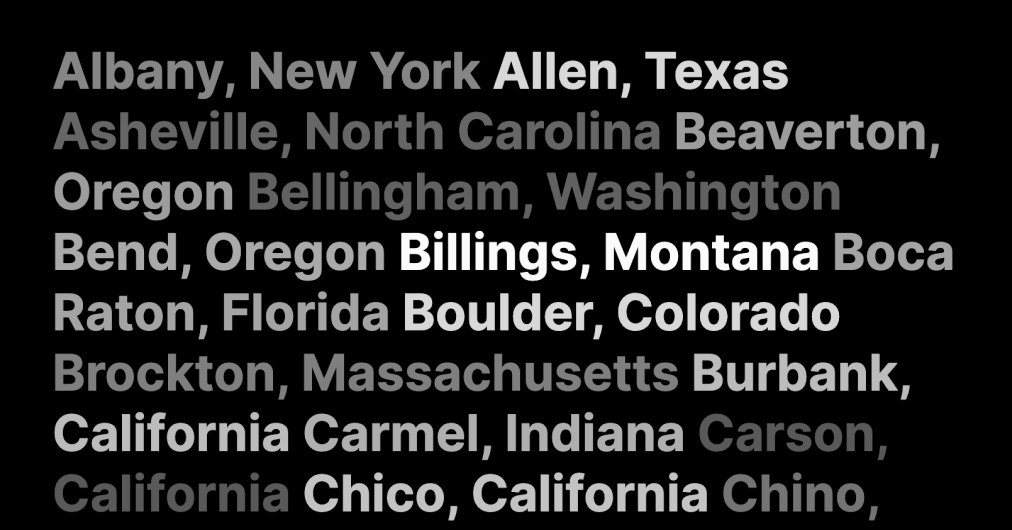 Albany, New York Allen, Texas
Asheville, North Carolina Beaverton,
Oregon Bellingham, Washington
Bend, Oregon Billings, Montana Boca
Raton, Florida Boulder, Colorado
Brockton, Massachusetts Burbank,
California Carmel, Indiana Carson,
California Chico, California Chino,